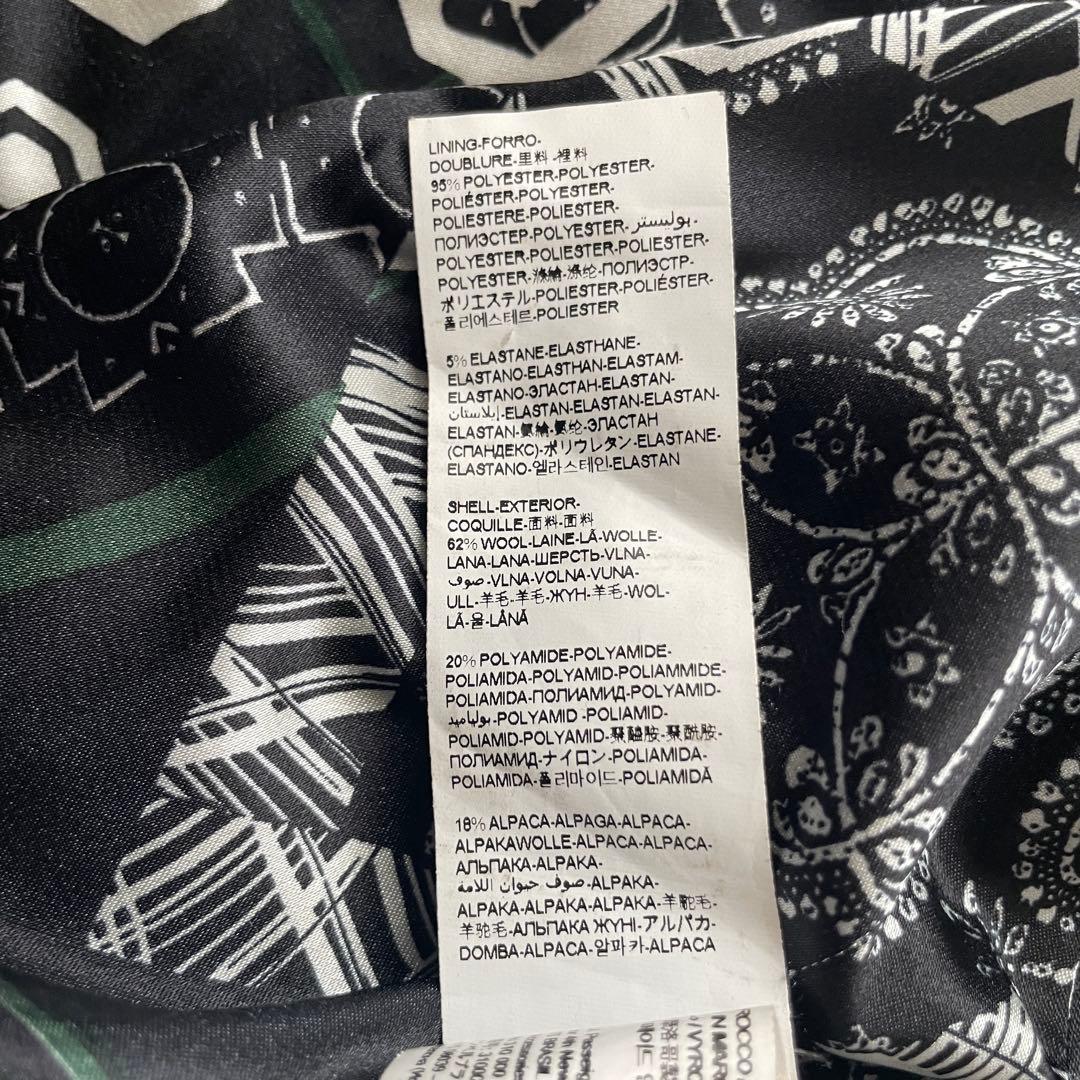 LINING-FORRO-
DOUBLURE-里料-裡料
95% POLYESTER-POLYESTER-
POLIÉSTER-POLYESTER-
POLIESTERE-POLIESTER-
ПОЛИЭСТЕР-POLYESTER-بوليستر-
POLYESTER-POLIESTER-POLIESTER-
POLYESTER-滌綸-涤纶-ПОЛИЭСТР-
ポリエステル-POLIESTER-POLIÉSTER-
폴리에스테르-POLIESTER
5% ELASTANE-ELASTHANE-
ELASTANO-ELASTHAN-ELASTAM-
ELASTANO-ЭЛАСТАН-ELASTAN-
إيلاستان-ELASTAN-ELASTAN-ELASTAN-
ELASTAN-氨綸-氨纶-ЭЛАСТАН
(СПАНДЕКС)-ポリウレタン-ELASTANE-
ELASTANO-엘라스테인-ELASTAN
SHELL-EXTERIOR-
COQUILLE-面料-面料
62% WOOL-LAINE-LÃ-WOLLE-
LANA-LANA-ШЕРСТЬ-VLNA-
صوف-VLNA-VOLNA-VUNA-
ULL-羊毛-羊毛-ЖҮН-羊毛-WOL-
LÃ-울-LÂNĂ
20% POLYAMIDE-POLYAMIDE-
POLIAMIDA-POLYAMID-POLIAMMIDE-
POLIAMIDA-ПОЛИАМИД-POLYAMID-
بولياميد-POLYAMID-POLIAMID-
POLIAMID-POLYAMID-聚醯胺-聚酰胺-
ПОЛИАМИД-ナイロン-POLIAMIDA-
POLIAMIDA-폴리마이드-POLIAMIDĂ
18% ALPACA-ALPAGA-ALPACA-
ALPAKAWOLLE-ALPACA-ALPACA-
АЛЬПАКА-ALPAKA-
صوف حيوان اللامة-ALPAKA-
ALPAKA-ALPAKA-ALPAKA-羊駝毛-
羊驼毛-АЛЬПАКА ЖҮНІ-アルパカ-
DOMBA-ALPACA-알파카-ALPACA